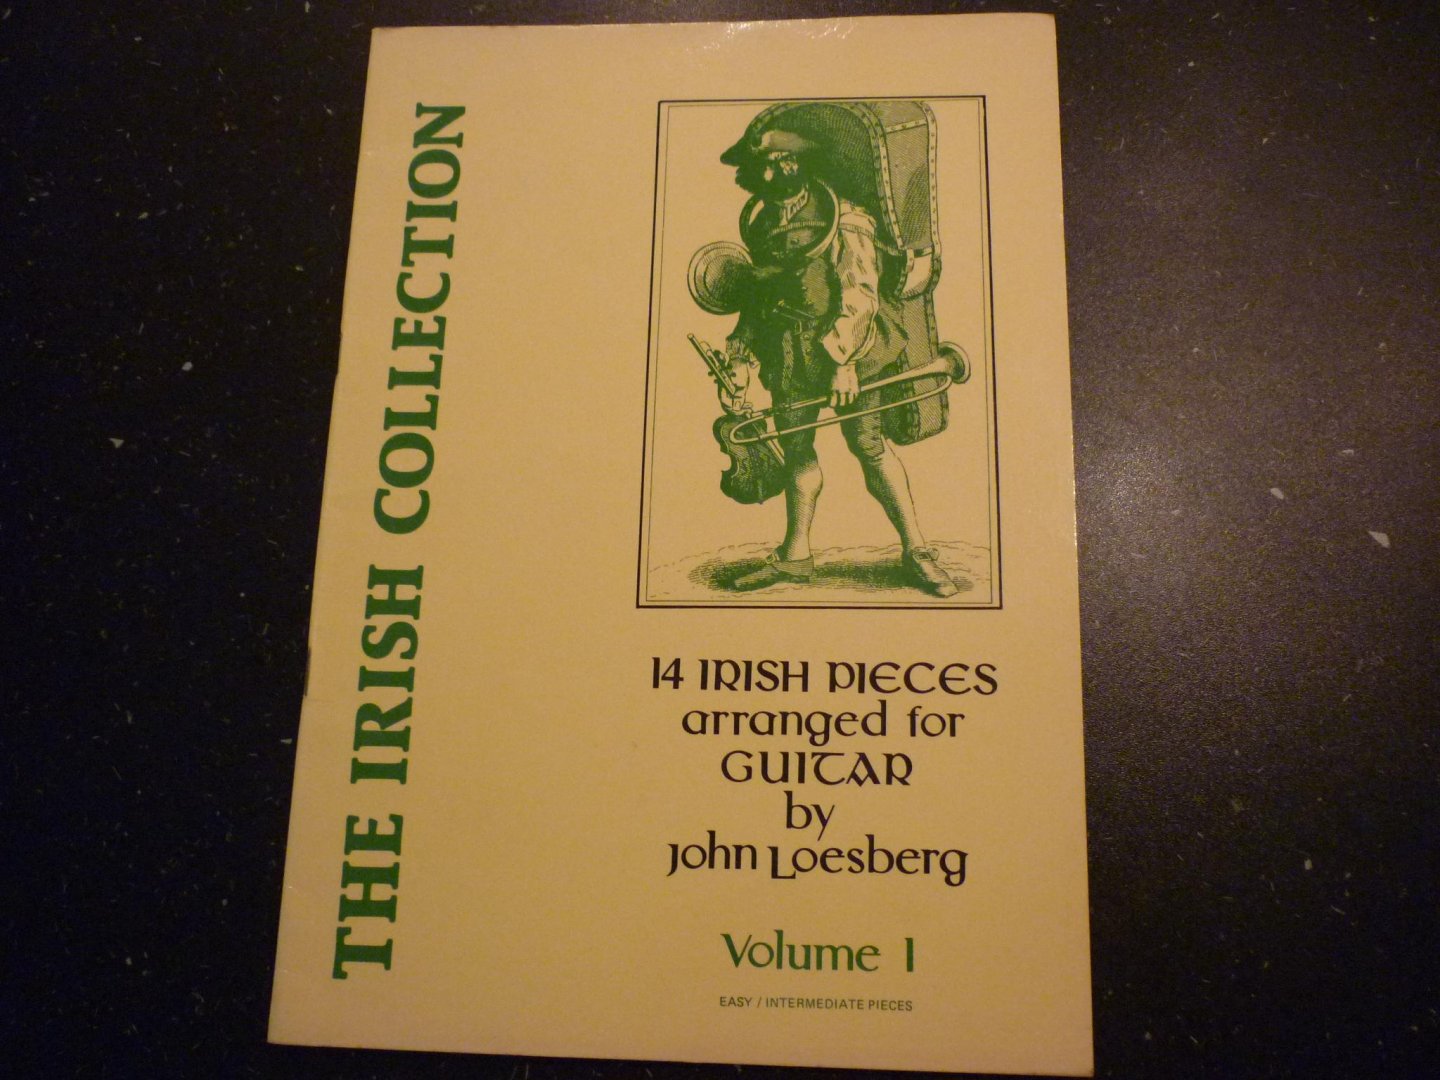 THE IRISH COLLECTION
14 IRISH PIECES
arranged for
GUITAR
by
John Loesberg
Volume 1
EASY / INTERMEDIATE PIECES